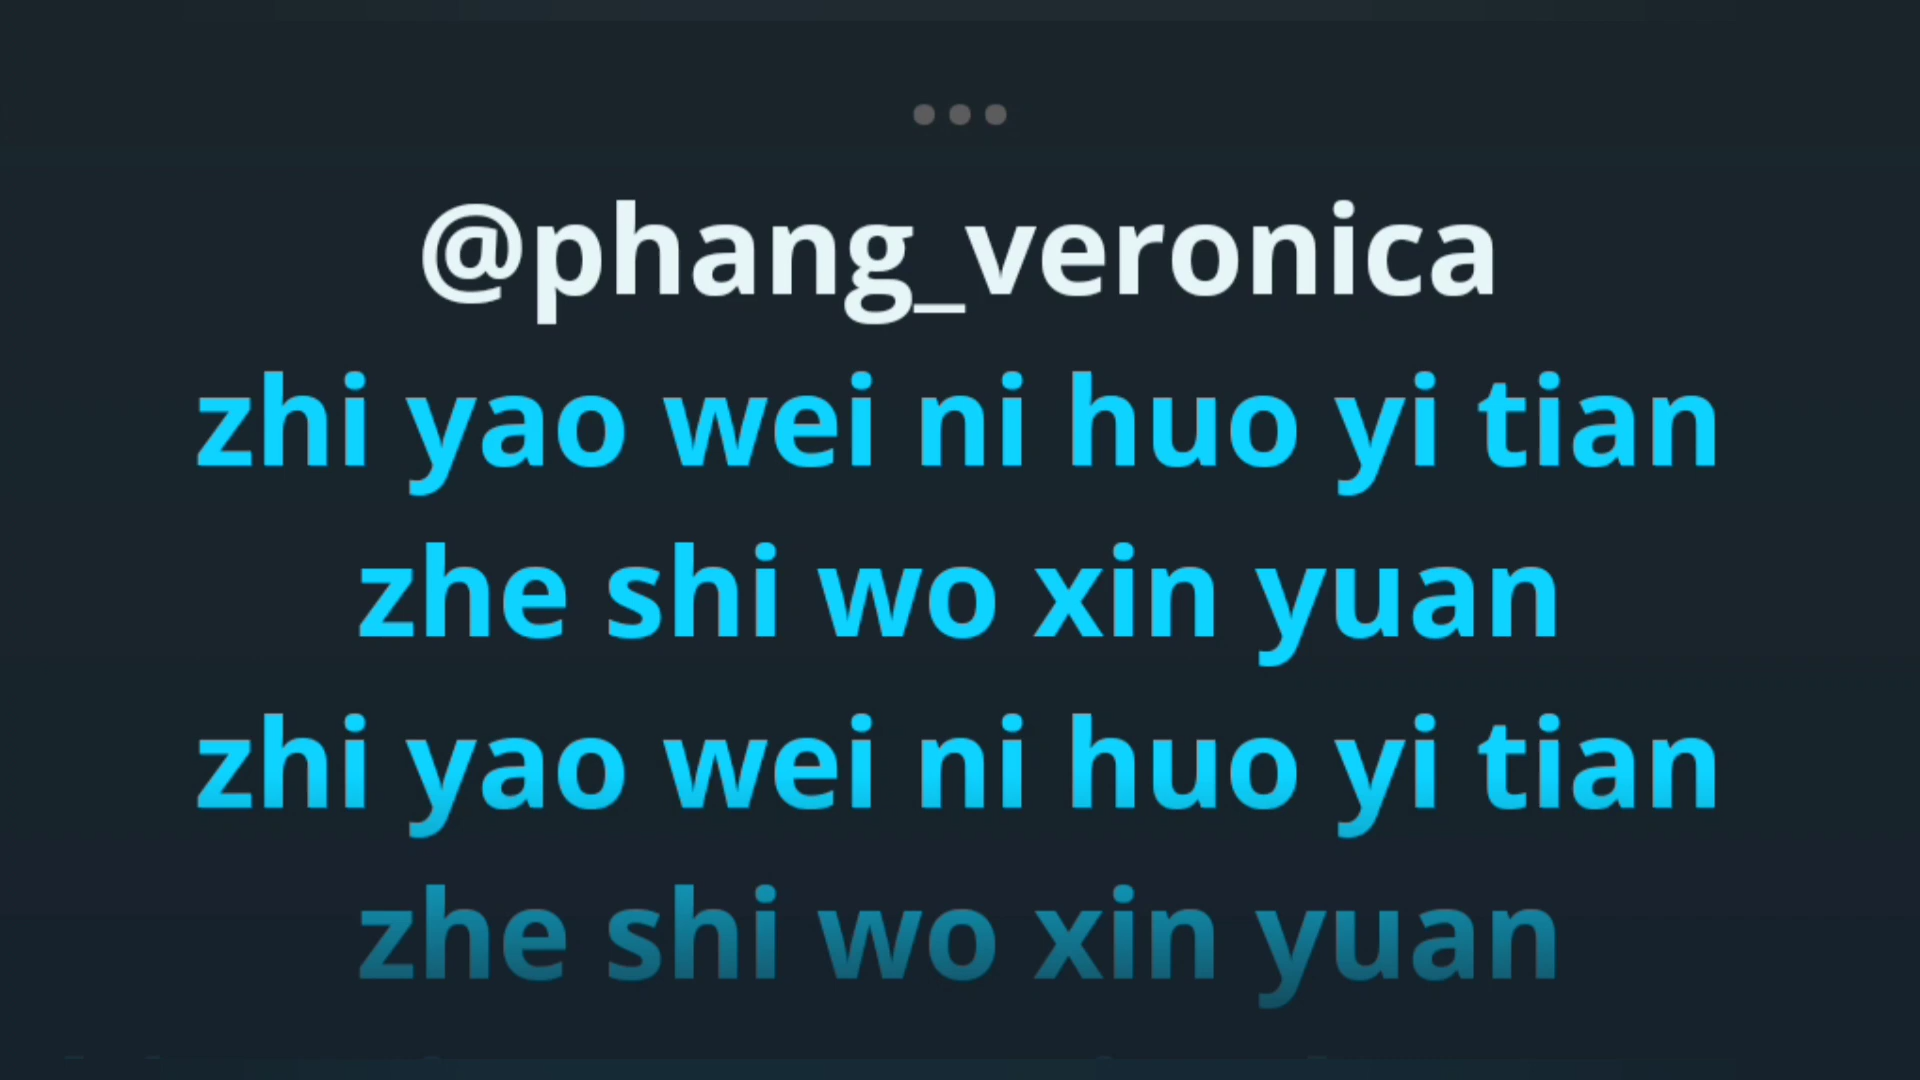 @phang_veronica
zhi yao wei ni huo yi tian
zhe shi wo xin yuan
zhi yao wei ni huo yi tian
zhe shi wo xin yuan